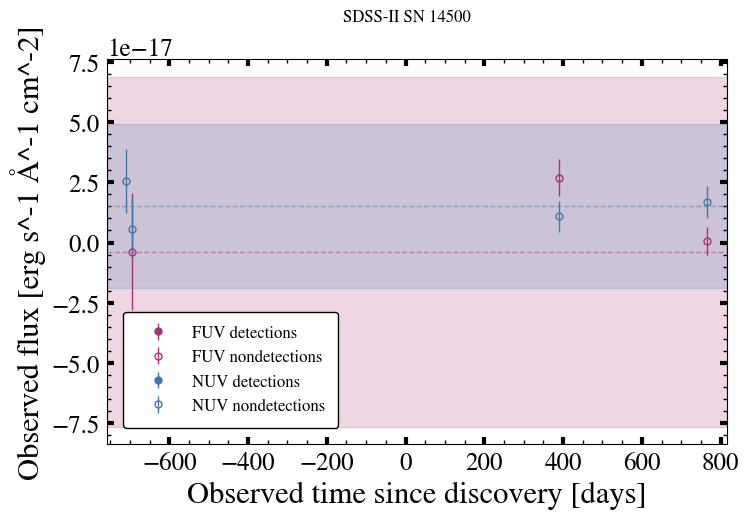 SDSS-II SN 14500
1e−17
Observed flux [erg s^-1 Å^-1 cm^-2]
7.5
5.0
2.5
0.0
−2.5
−5.0
−7.5
FUV detections
FUV nondetections
NUV detections
NUV nondetections
−600 −400 −200 0 200 400 600 800
Observed time since discovery [days]